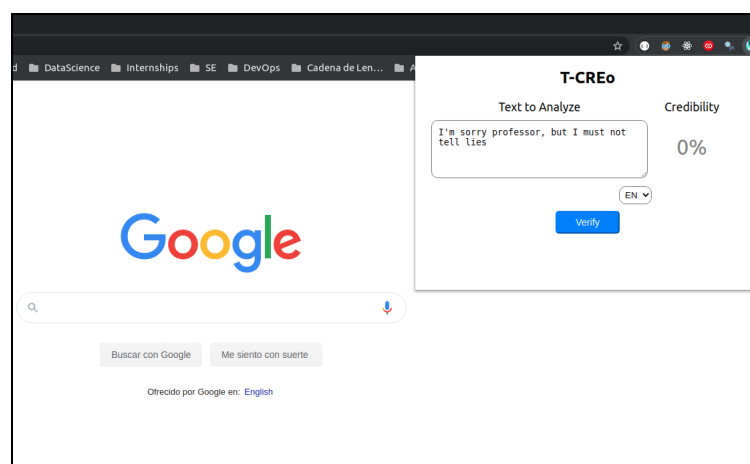 DataScience Internships SE DevOps Cadena de Len...
T-CREo
Text to Analyze Credibility
I'm sorry professor, but I must not
tell lies
0%
EN
Verify
Google
Buscar con Google Me siento con suerte
Ofrecido por Google en: English